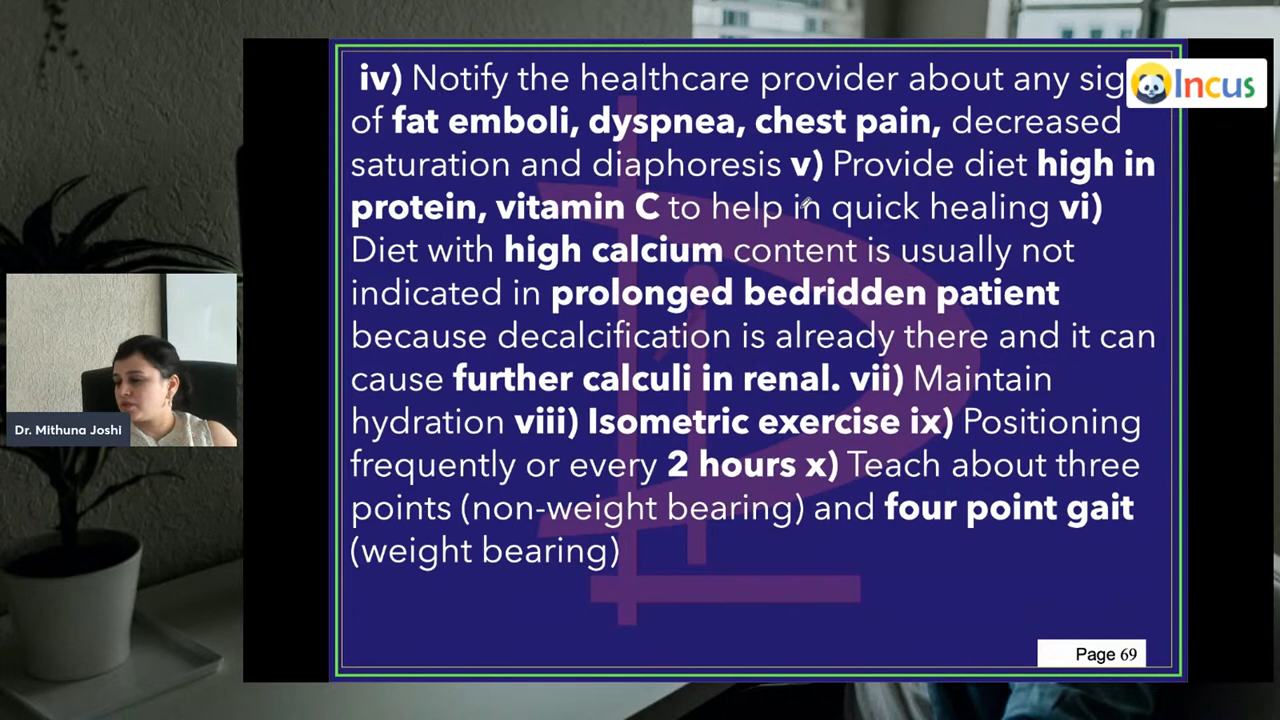 iv) Notify the healthcare provider about any sig
of fat emboli, dyspnea, chest pain, decreased
saturation and diaphoresis v) Provide diet high in
protein, vitamin C to help in quick healing vi)
Diet with high calcium content is usually not
indicated in prolonged bedridden patient
because decalcification is already there and it can
cause further calculi in renal. vii) Maintain
hydration viii) Isometric exercise ix) Positioning
frequently or every 2 hours x) Teach about three
points (non-weight bearing) and four point gait
(weight bearing)
Page 69
Incus
Dr. Mithuna Joshi